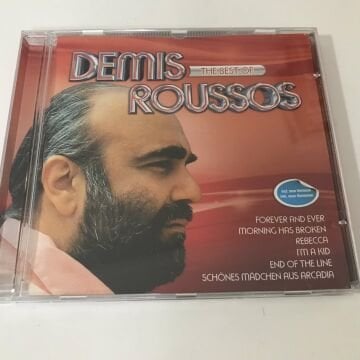 DEMIS
THE BEST OF
ROUSSOS
FOREVER AND EVER
MORNING HAS BROKEN
REBECCA
I'M A KID
END OF THE LINE
SCHÖNES MÄDCHEN AUS ARCADIA